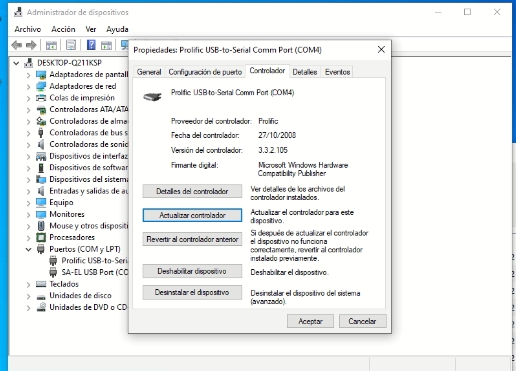 Administrador de dispositivos
Archivo Acción Ver Ayuda
DESKTOP-Q211KSP
Adaptadores de pantal
Adaptadores de red
Colas de impresión
Controladoras ATA/ATA
Controladoras de alma
Controladoras de bus s
Controladoras de sonid
Dispositivos de interfaz
Dispositivos de softwar
Dispositivos del sistema
Entradas y salidas de au
Equipo
Monitores
Mouse y otros dispositi
Procesadores
Puertos (COM y LPT)
Prolific USB-to-Seri
SA-EL USB Port (CO
Teclados
Unidades de disco
Unidades de DVD o CD-
Propiedades: Prolific USB-to-Serial Comm Port (COM4)
General Configuración de puerto Controlador Detalles Eventos
Prolific USB-to-Serial Comm Port (COM4)
Proveedor del controlador: Prolific
Fecha del controlador: 27/10/2008
Versión del controlador: 3.3.2.105
Firmante digital: Microsoft Windows Hardware
Compatibility Publisher
Detalles del controlador
Ver detalles de los archivos del
controlador instalados.
Actualizar controlador
Actualizar el controlador para este
dispositivo.
Revertir al controlador anterior
Si después de actualizar el controlador
el dispositivo no funciona
correctamente, revertir al controlador
instalado previamente.
Deshabilitar dispositivo
Deshabilitar el dispositivo.
Desinstalar el dispositivo
Desinstalar el dispositivo del sistema
(avanzado).
Aceptar Cancelar